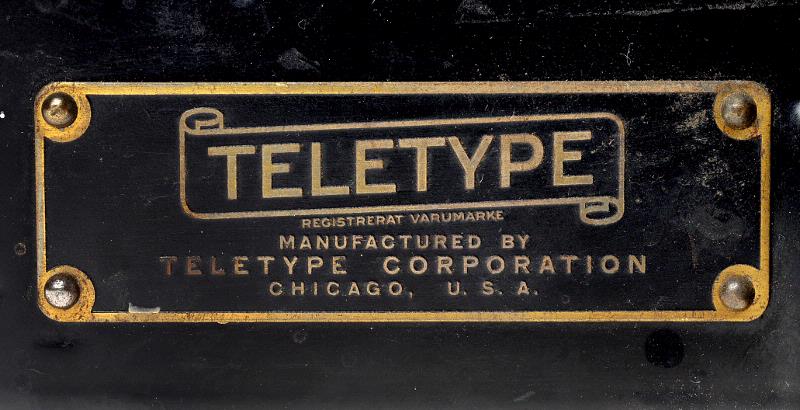 TELETYPE
REGISTRERAT VARUMARKE
MANUFACTURED BY
TELETYPE CORPORATION
CHICAGO, U. S. A.